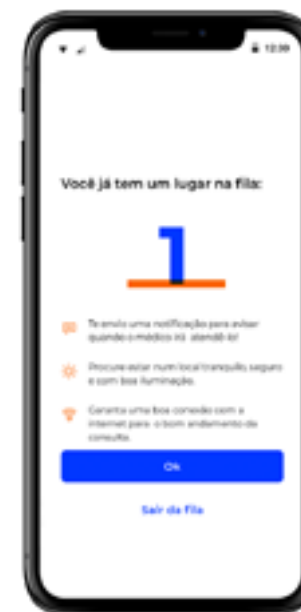 12:30
Você já tem um lugar na fila:
1
Te envio uma notificação para avisar
quando o médico irá atendê-lo!
Procure estar num local tranquilo, seguro
e com boa iluminação.
Garanta uma boa conexão com a
internet para o bom andamento da
consulta.
Ok
Sair da Fila